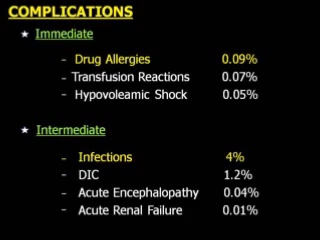 COMPLICATIONS
★ Immediate
– Drug Allergies 0.09%
– Transfusion Reactions 0.07%
– Hypovoleamic Shock 0.05%
★ Intermediate
– Infections 4%
– DIC 1.2%
– Acute Encephalopathy 0.04%
– Acute Renal Failure 0.01%